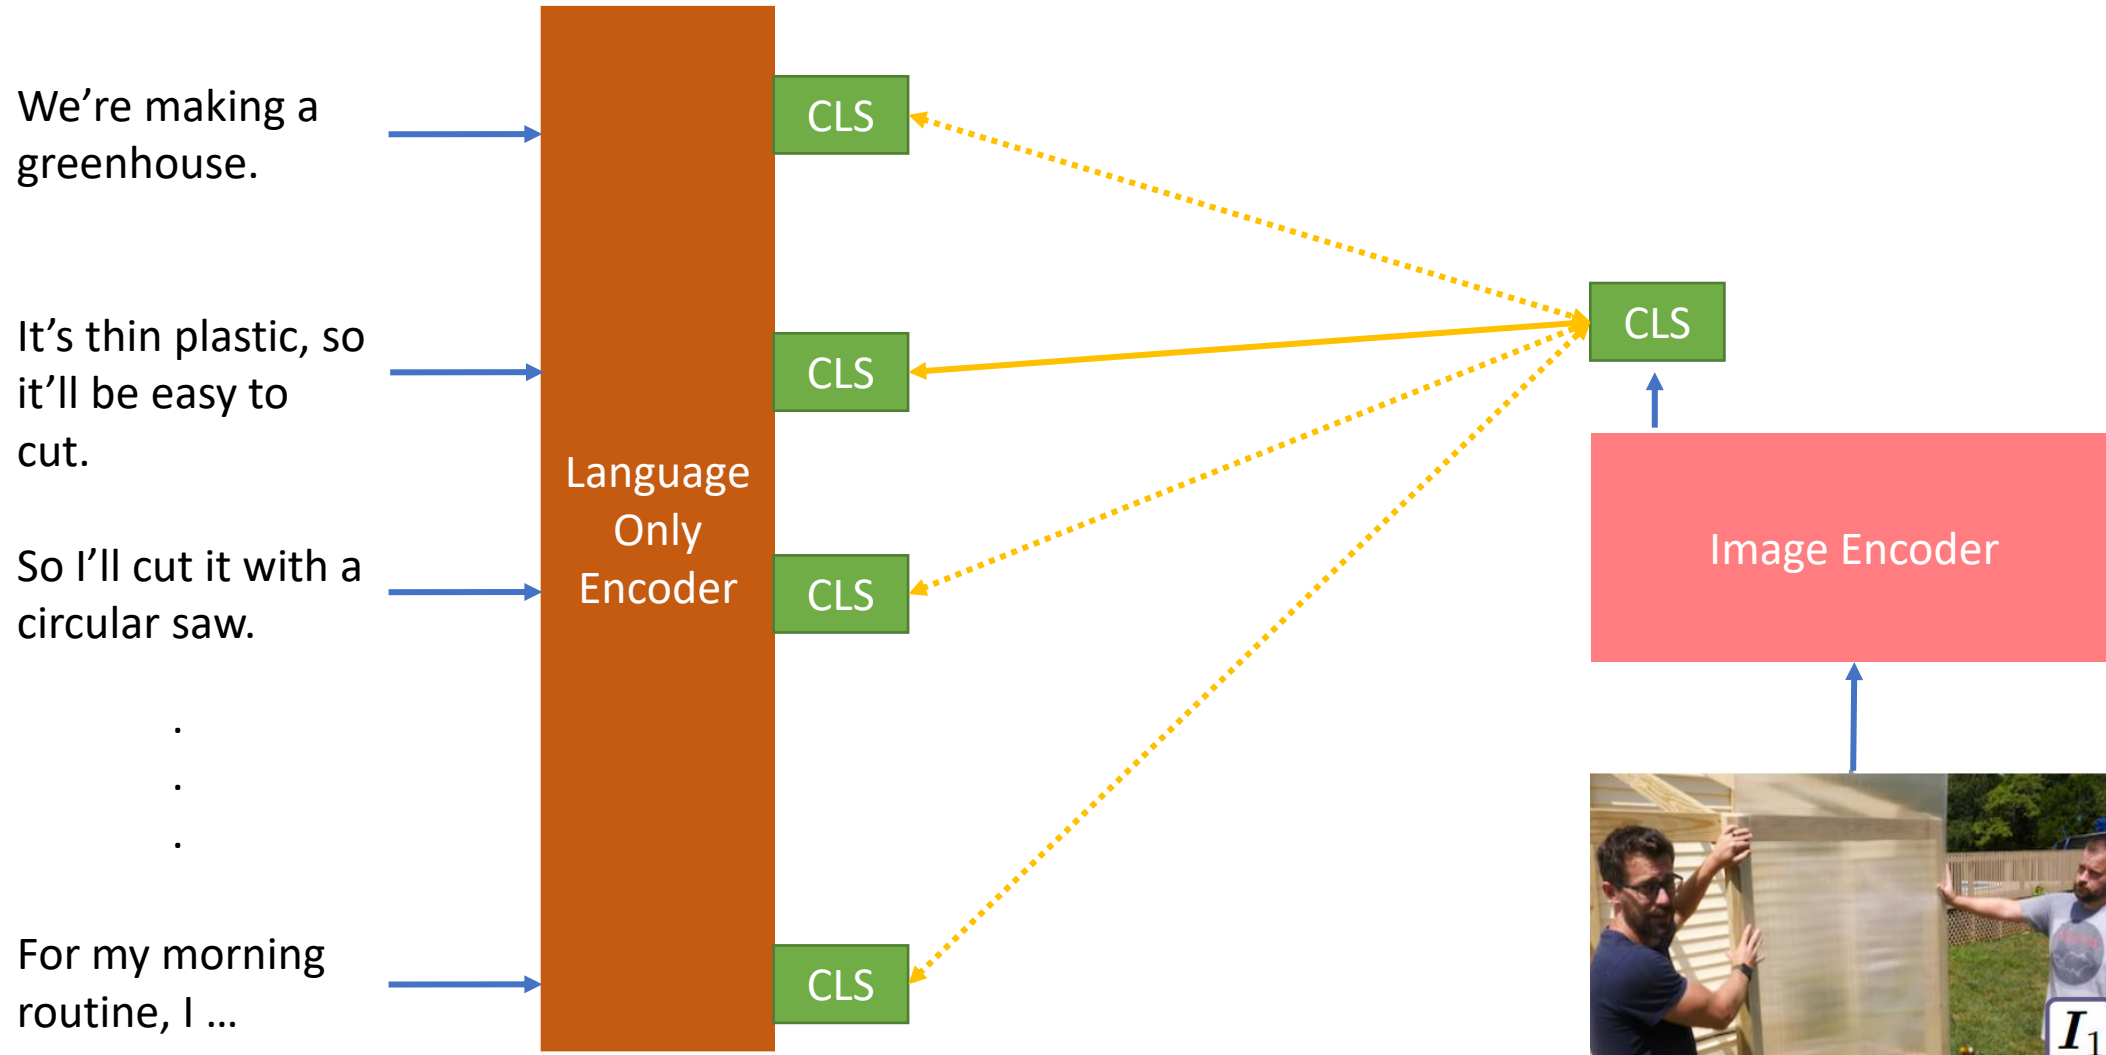 We're making a
greenhouse.
CLS
It's thin plastic, so
it'll be easy to
cut.
CLS
CLS
Language
Only
Encoder
Image Encoder
So I'll cut it with a
circular saw.
CLS
.
.
.
For my morning
routine, I ...
CLS
I1